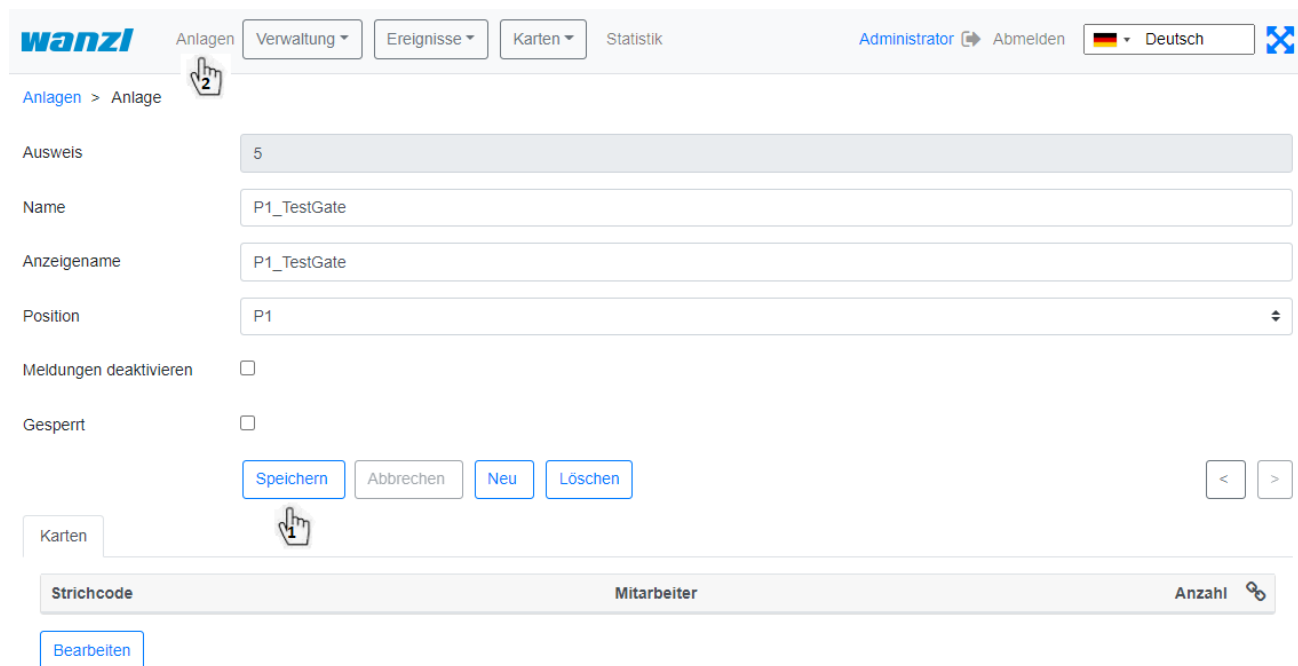 wanzl Anlagen Verwaltung Ereignisse Karten Statistik Administrator Abmelden Deutsch
2
Anlagen > Anlage
Ausweis 5
Name P1_TestGate
Anzeigename P1_TestGate
Position P1
Meldungen deaktivieren
Gesperrt
Speichern Abbrechen Neu Löschen < >
1
Karten
Strichcode Mitarbeiter Anzahl
Bearbeiten